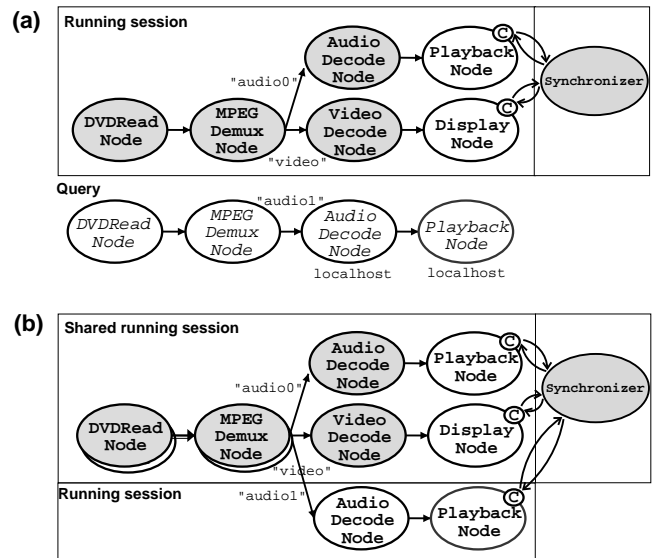 (a)
Running session
Audio
Decode
Node
Playback
Node
C
"audio0"
Synchronizer
DVDRead
Node
MPEG
Demux
Node
Video
Decode
Node
Display
Node
C
"video"
Query
"audio1"
DVDRead
Node
MPEG
Demux
Node
Audio
Decode
Node
Playback
Node
localhost
localhost
(b)
Shared running session
Audio
Decode
Node
Playback
Node
C
"audio0"
Synchronizer
DVDRead
Node
MPEG
Demux
Node
Video
Decode
Node
Display
Node
C
"video"
Running session
"audio1"
Audio
Decode
Node
Playback
Node
C